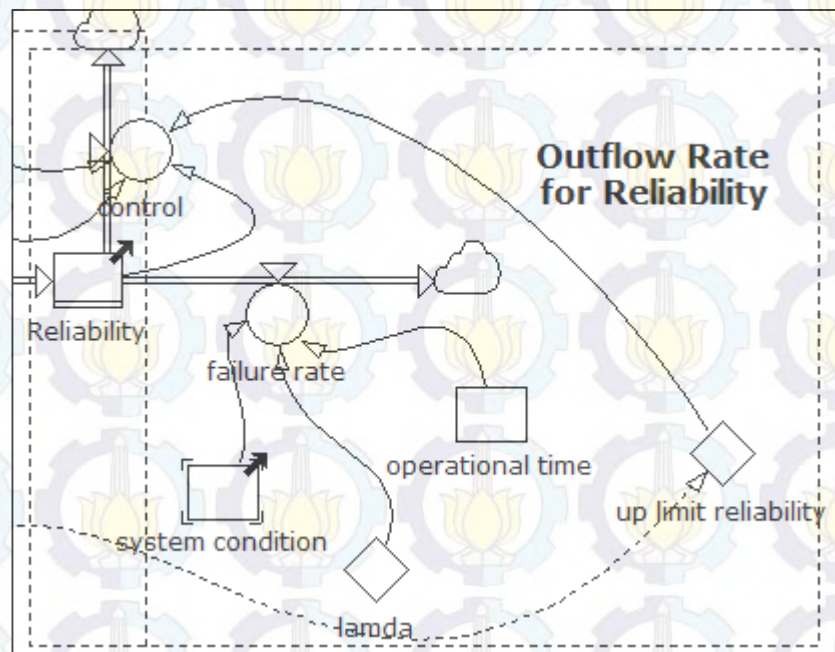 Outflow Rate
for Reliability
control
Reliability
failure rate
operational time
up limit reliability
system condition
lamda